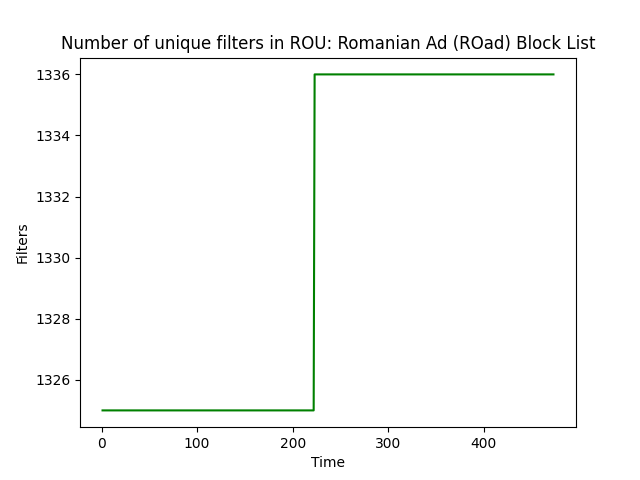 Number of unique filters in ROU: Romanian Ad (ROad) Block List
1336
1334
1332
1330
1328
1326
Filters
0 100 200 300 400
Time